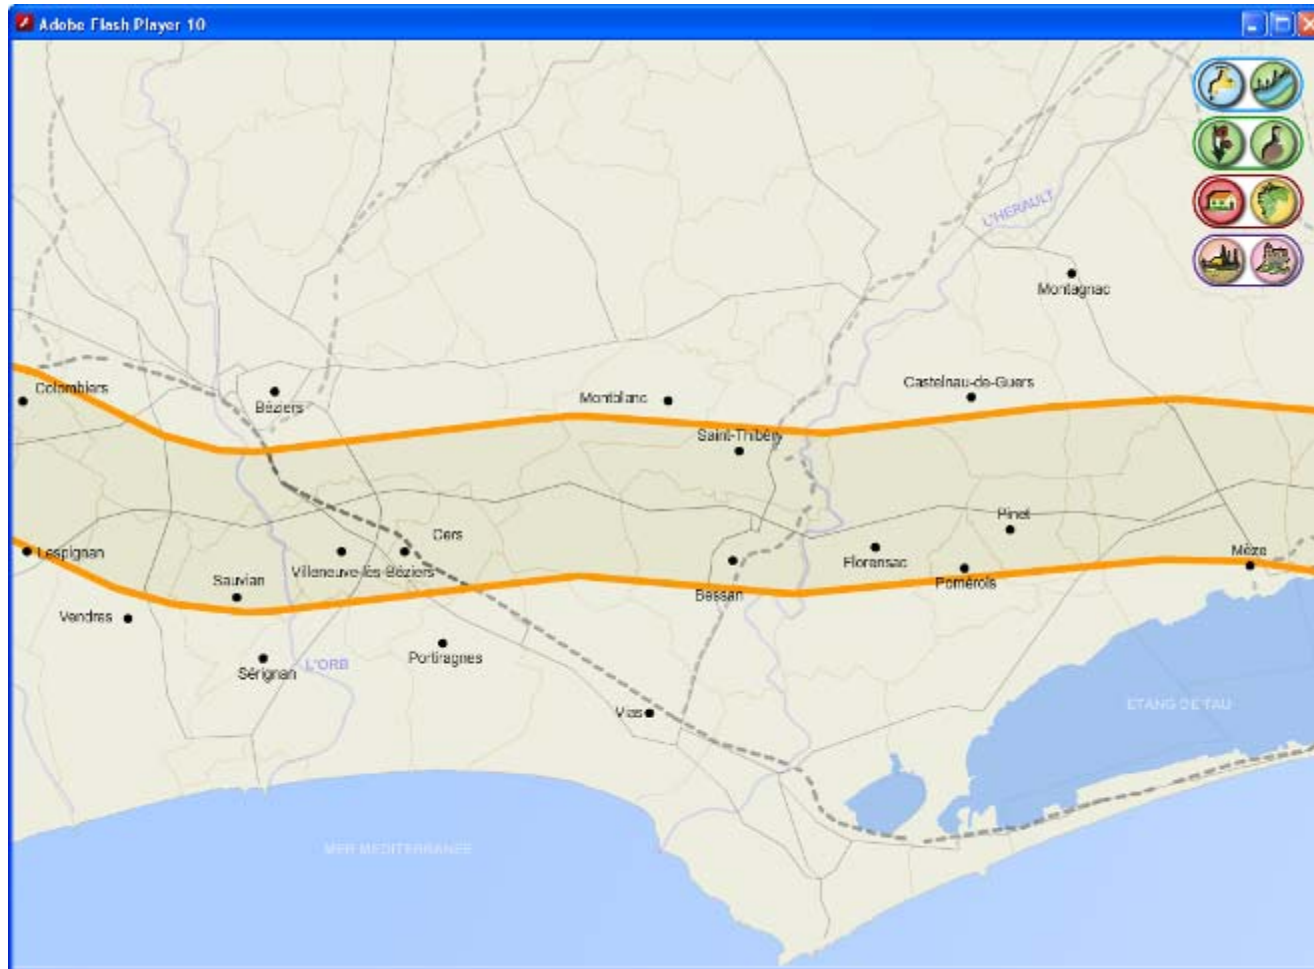 Adobe Flash Player 10
L'HERAULT
Montagnac
Colombiers
Castelnau-de-Guers
Béziers
Montblanc
Saint-Thibéry
Pinet
Cers
Lespignan
Villeneuve-lès-Béziers
Florensac
Mèze
Sauvian
Bessan
Pomérols
Vendres
Portiragnes
L'ORB
Sérignan
Vias
ETANG DE TAU
MER MEDITERRANEE